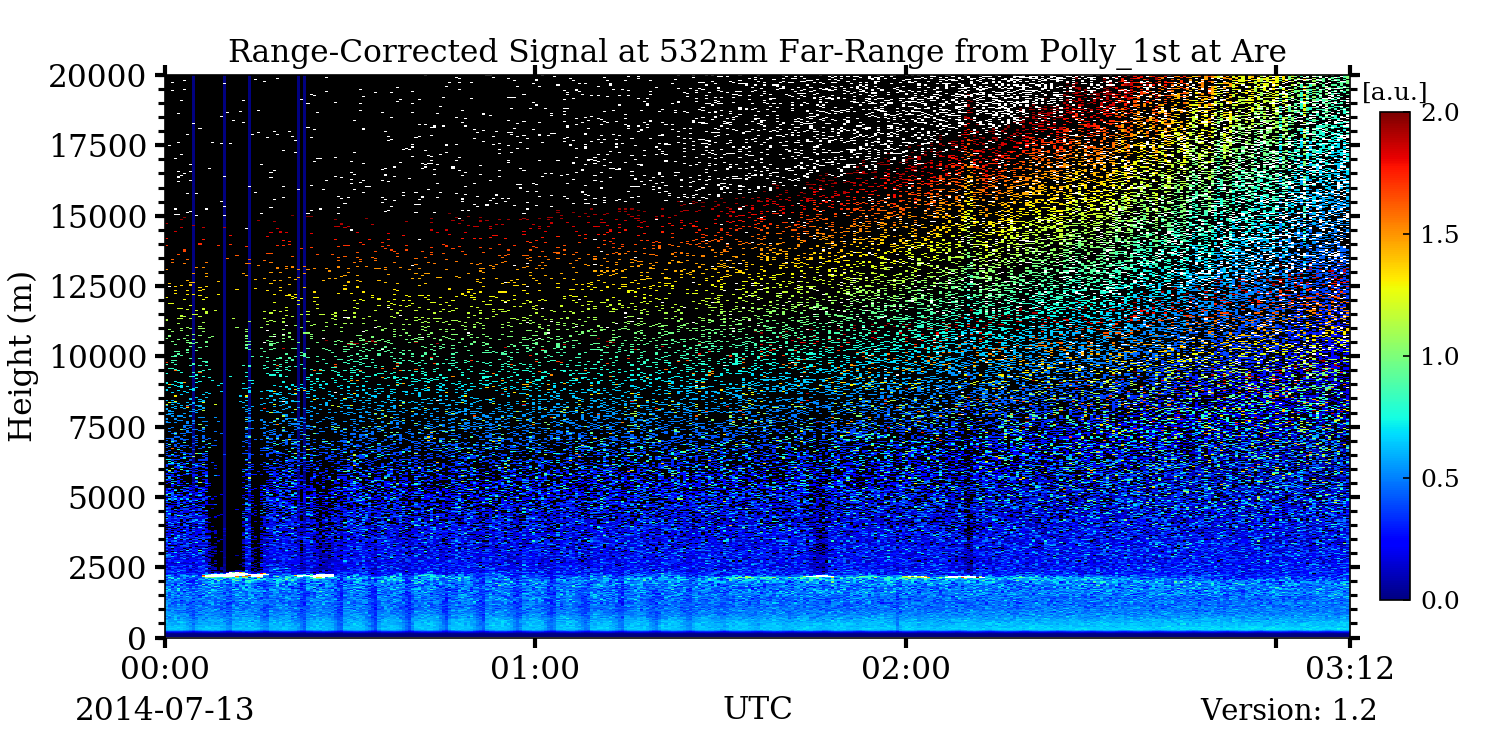 Range-Corrected Signal at 532nm Far-Range from Polly_1st at Are
[a.u.]
20000
17500
15000
12500
10000
7500
5000
2500
0
Height (m)
2.0
1.5
1.0
0.5
0.0
00:00 01:00 02:00 03:12
2014-07-13 UTC Version: 1.2